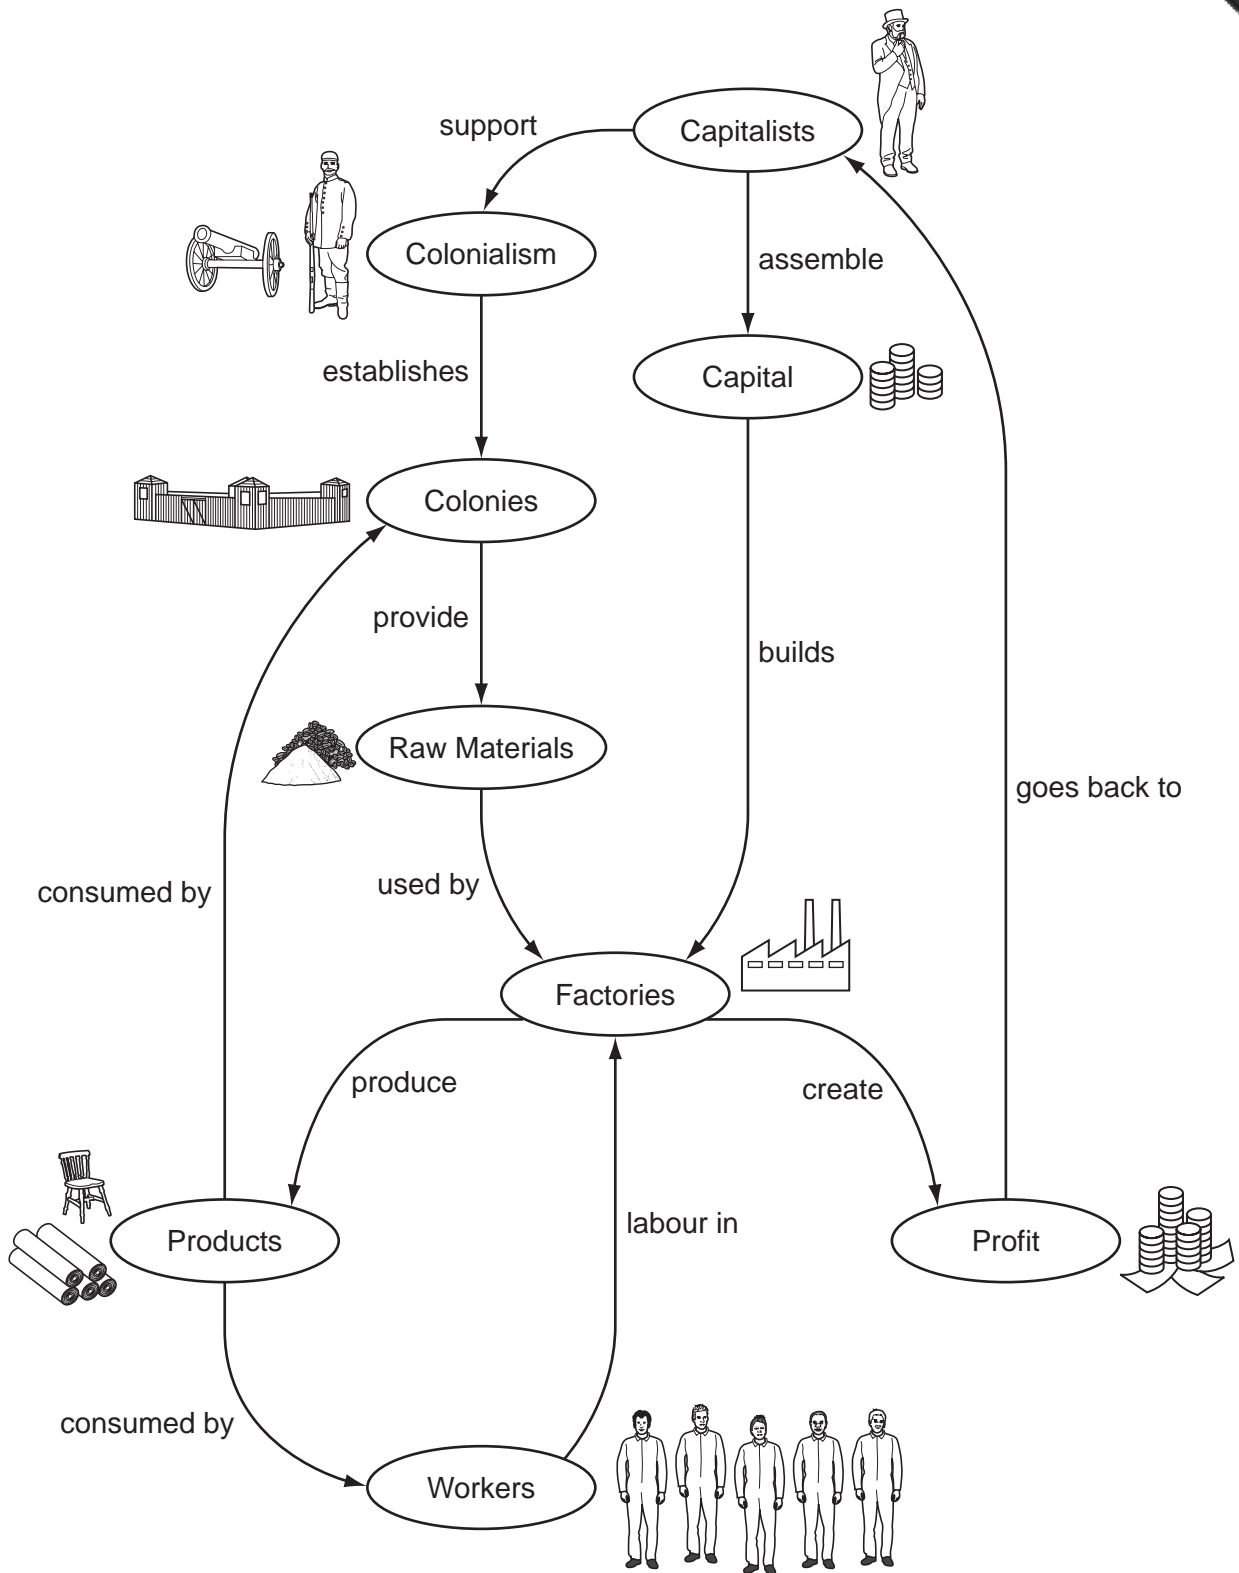 Capitalists
support
Colonialism
assemble
establishes
Capital
Colonies
provide
builds
Raw Materials
goes back to
used by
consumed by
Factories
produce
create
labour in
Products
Profit
consumed by
Workers